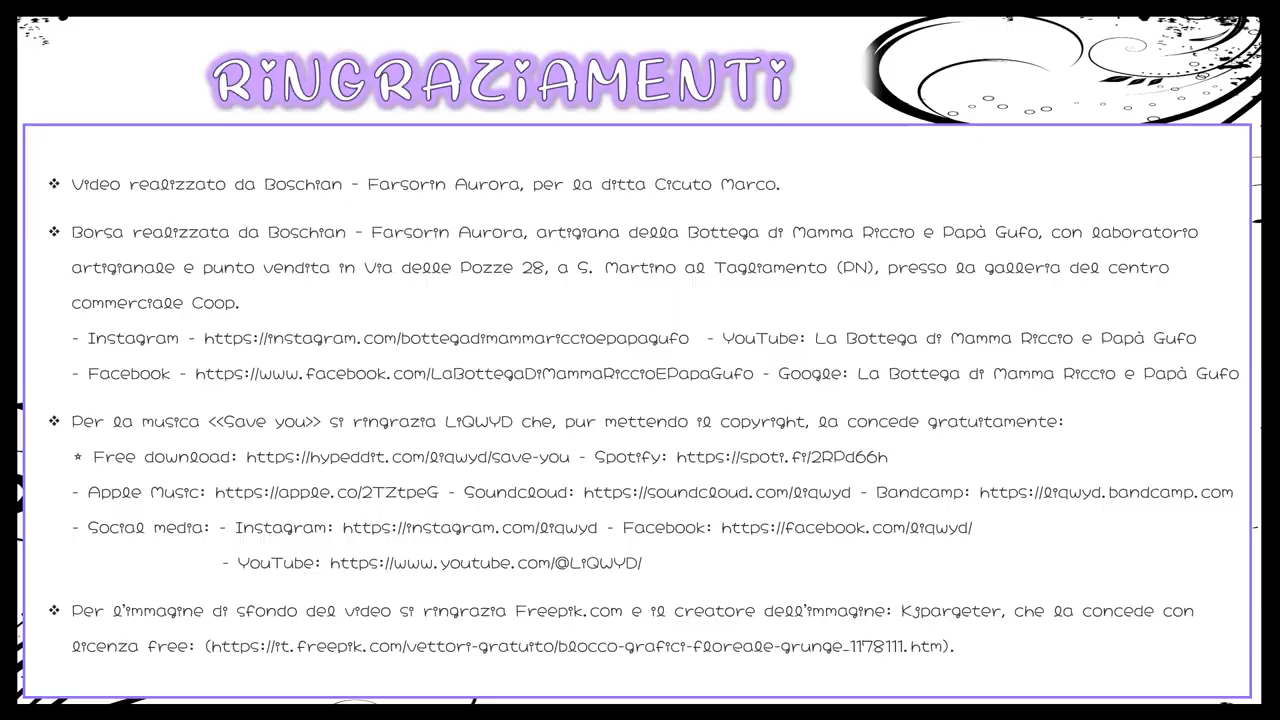 RINGRAZIAMENTI
❖ Video realizzato da Boschian - Farsorin Aurora, per la ditta Cicuto Marco.
❖ Borsa realizzata da Boschian - Farsorin Aurora, artigiana della Bottega di Mamma Riccio e Papà Gufo, con laboratorio
artigianale e punto vendita in Via delle Pozze 28, a S. Martino al Tagliamento (PN), presso la galleria del centro
commerciale Coop.
- Instagram - https://instagram.com/bottegadimammariccioepapagufo - YouTube: La Bottega di Mamma Riccio e Papà Gufo
- Facebook - https://www.facebook.com/LaBottegaDiMammaRiccioEPapaGufo - Google: La Bottega di Mamma Riccio e Papà Gufo
❖ Per la musica <<Save you>> si ringrazia LiQWYD che, pur mettendo il copyright, la concede gratuitamente:
⭐ Free download: https://hypeddit.com/liqwyd/save-you - Spotify: https://spoti.fi/2RPd66h
- Apple Music: https://apple.co/2TZtpeG - Soundcloud: https://soundcloud.com/liqwyd - Bandcamp: https://liqwyd.bandcamp.com
- Social media: - Instagram: https://instagram.com/liqwyd - Facebook: https://facebook.com/liqwyd/
- YouTube: https://www.youtube.com/@LiQWYD/
❖ Per l'immagine di sfondo del video si ringrazia Freepik.com e il creatore dell'immagine: Kjpargeter, che la concede con
licenza free: (https://it.freepik.com/vettori-gratuito/blocco-grafici-floreale-grunge_1178111.htm).